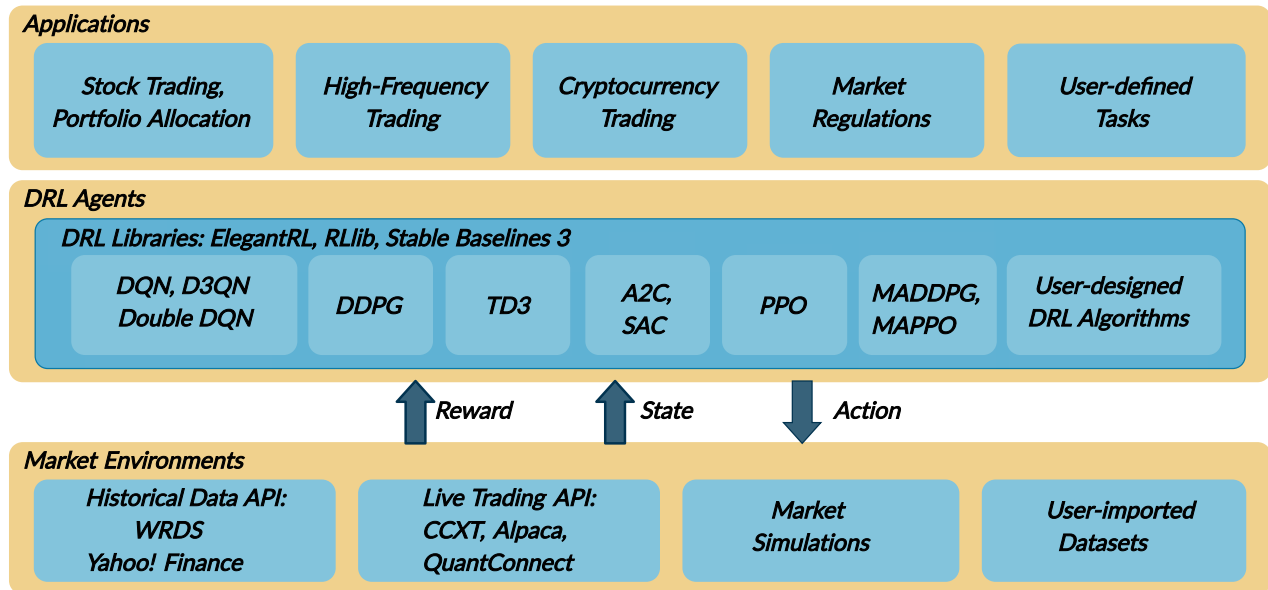 Applications
Stock Trading,
Portfolio Allocation
High-Frequency
Trading
Cryptocurrency
Trading
Market
Regulations
User-defined
Tasks
DRL Agents
DRL Libraries: ElegantRL, RLlib, Stable Baselines 3
DQN, D3QN
Double DQN
DDPG
TD3
A2C,
SAC
PPO
MADDPG,
MAPPO
User-designed
DRL Algorithms
Reward
State
Action
Market Environments
Historical Data API:
WRDS
Yahoo! Finance
Live Trading API:
CCXT, Alpaca,
QuantConnect
Market
Simulations
User-imported
Datasets